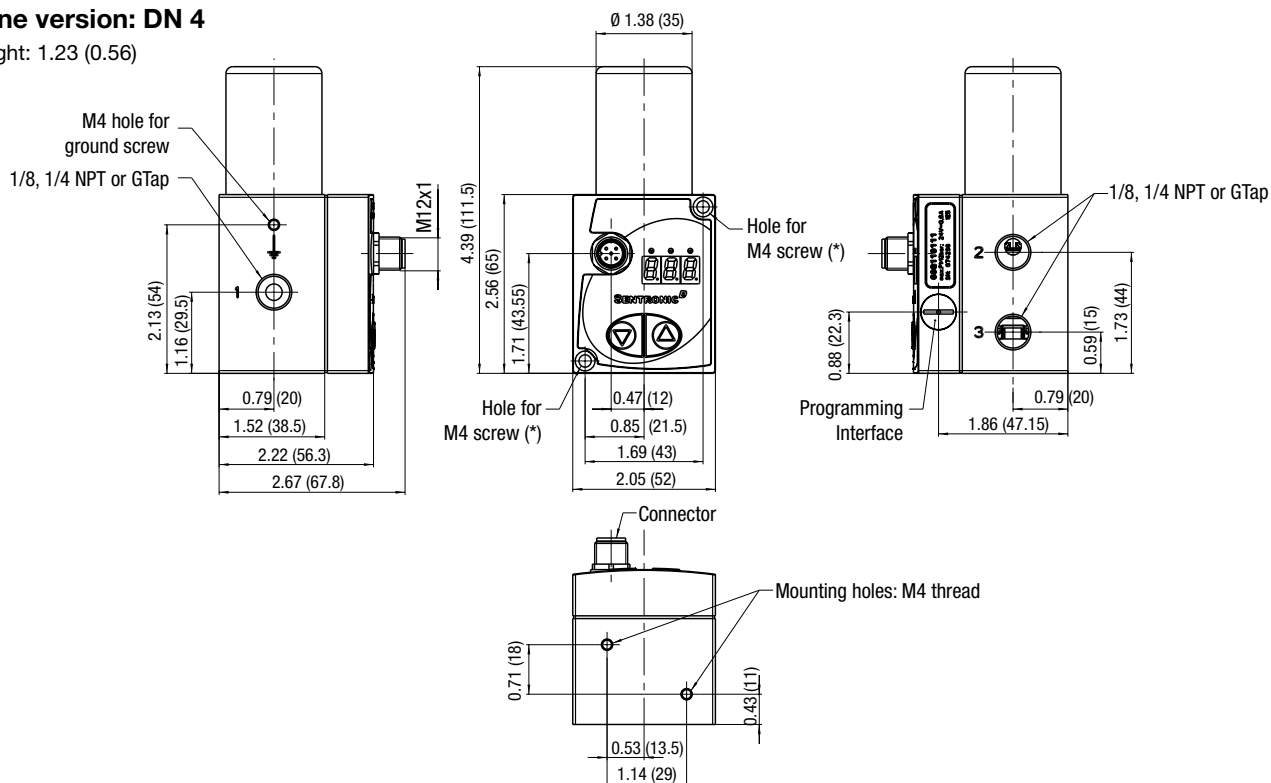 ne version: DN 4
ght: 1.23 (0.56)
Ø 1.38 (35)
M4 hole for
ground screw
1/8, 1/4 NPT or GTap
M12x1
1
2.13 (54)
1.16 (29.5)
0.79 (20)
1.52 (38.5)
2.22 (56.3)
2.67 (67.8)
4.39 (111.5)
2.56 (65)
1.71 (43.55)
8.8.8
SENTRONIC D
Hole for
M4 screw (*)
Hole for
M4 screw (*)
0.47 (12)
0.85 (21.5)
1.69 (43)
2.05 (52)
1/8, 1/4 NPT or GTap
2
3
0.88 (22.3)
0.59 (15)
1.73 (44)
Programming
Interface
0.79 (20)
1.86 (47.15)
Connector
Mounting holes: M4 thread
0.71 (18)
0.43 (11)
0.53 (13.5)
1.14 (29)